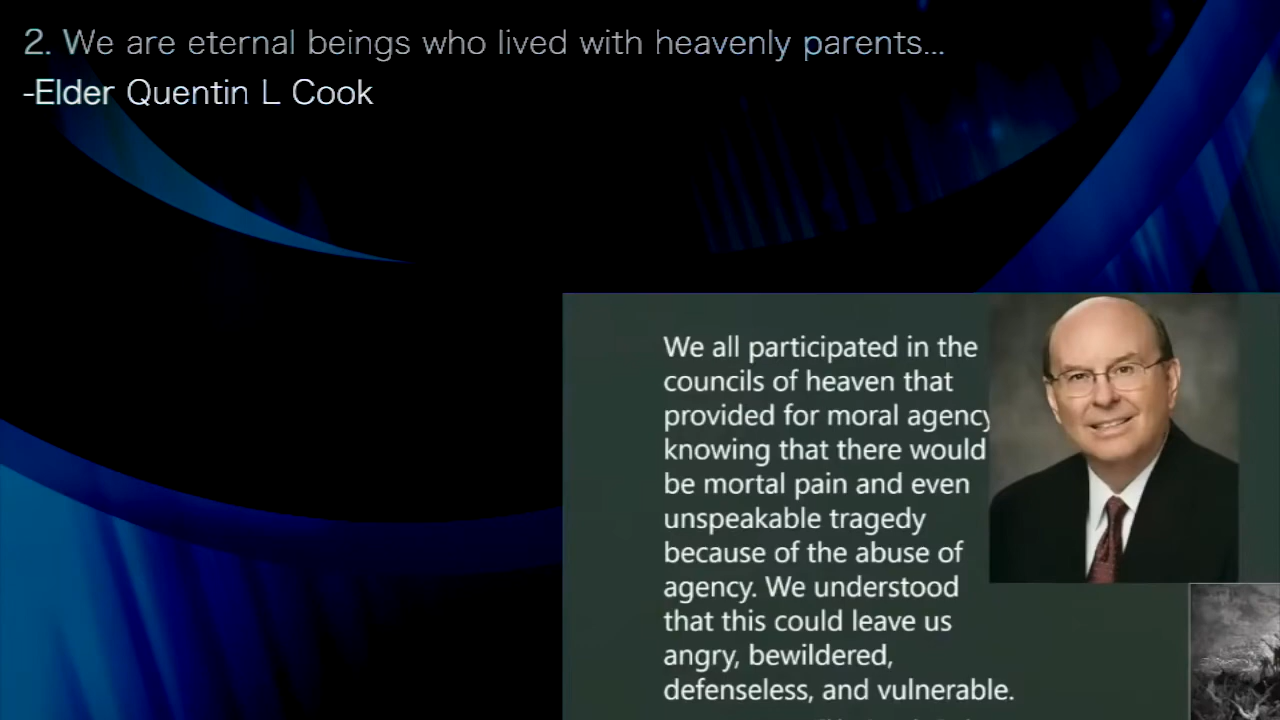 2. We are eternal beings who lived with heavenly parents...
-Elder Quentin L Cook
We all participated in the
councils of heaven that
provided for moral agency
knowing that there would
be mortal pain and even
unspeakable tragedy
because of the abuse of
agency. We understood
that this could leave us
angry, bewildered,
defenseless, and vulnerable.